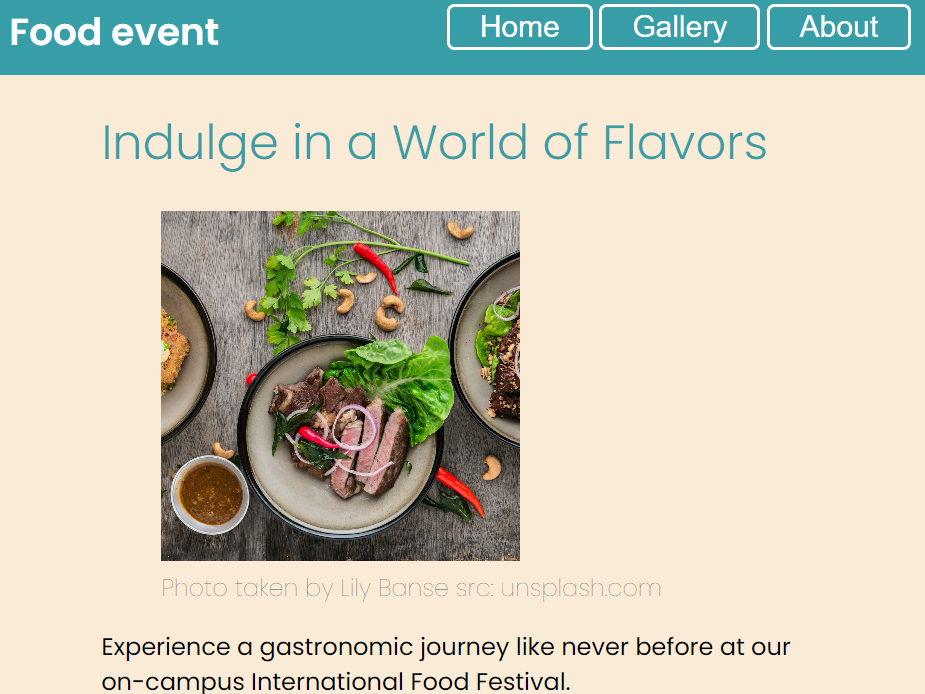 Food event
Home
Gallery
About
Indulge in a World of Flavors
Photo taken by Lily Banse src: unsplash.com
Experience a gastronomic journey like never before at our
on-campus International Food Festival.